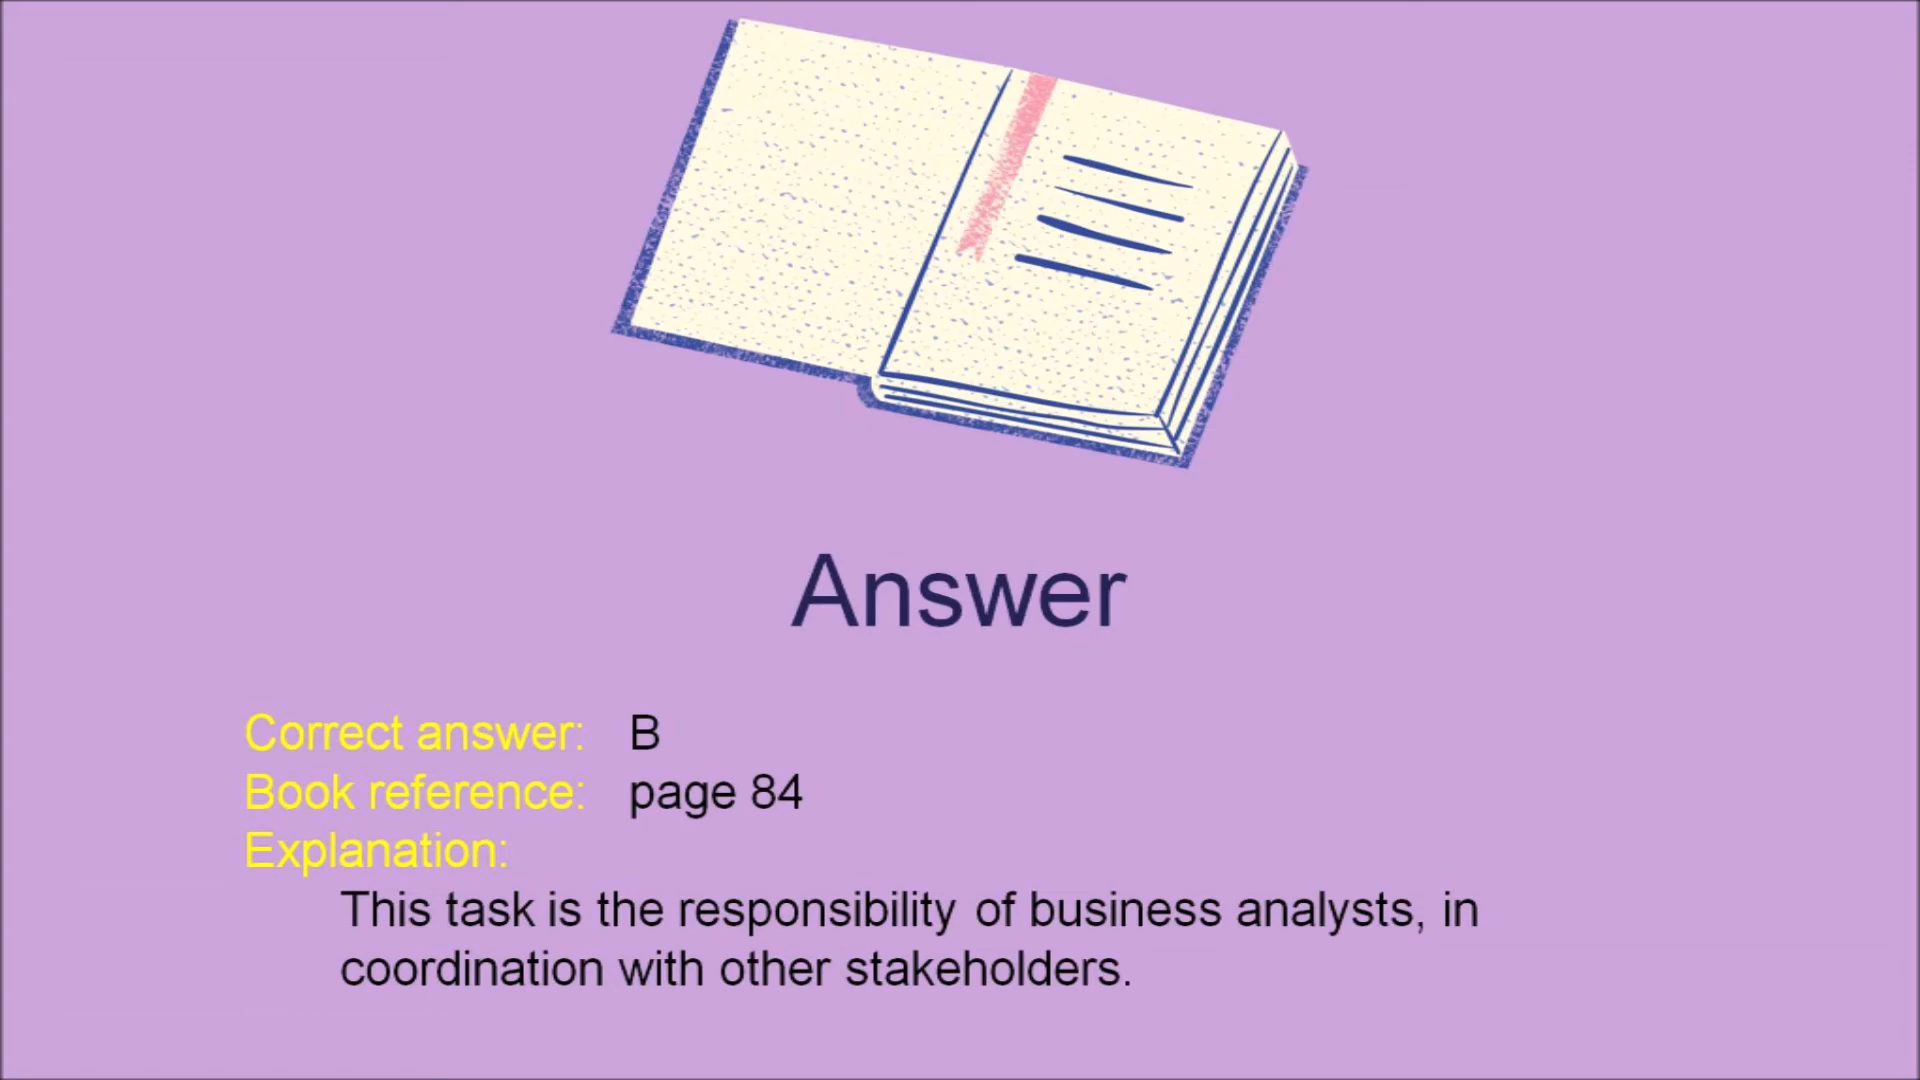 Answer
Correct answer: B
Book reference: page 84
Explanation:
This task is the responsibility of business analysts, in
coordination with other stakeholders.